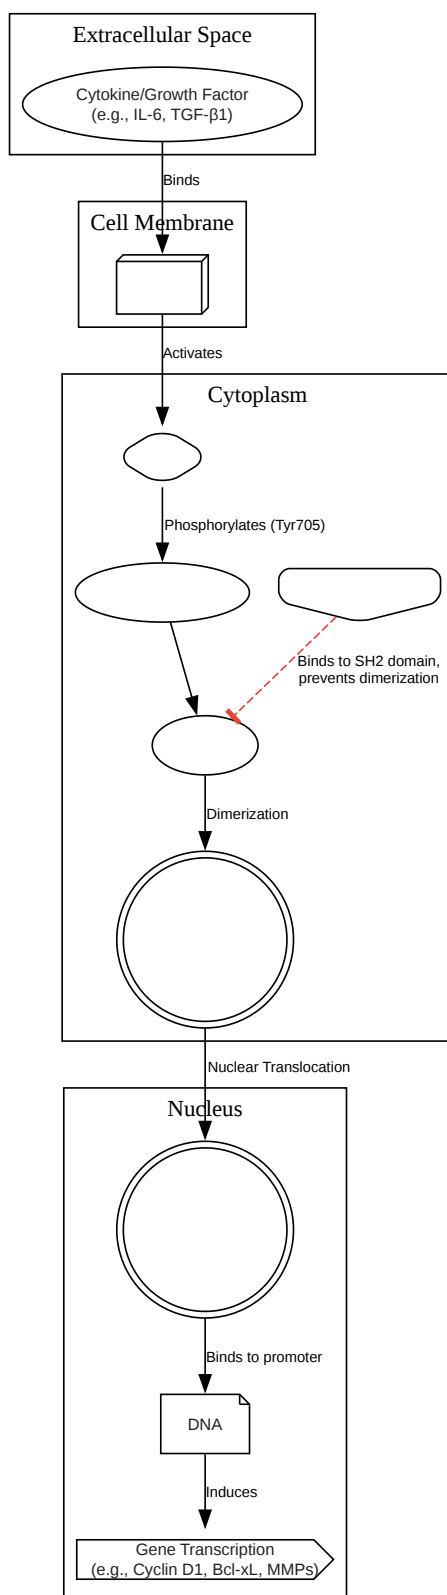 Extracellular Space
Cytokine/Growth Factor
(e.g., IL-6, TGF-β1)
Binds
Cell Membrane
Activates
Cytoplasm
Phosphorylates (Tyr705)
Binds to SH2 domain,
prevents dimerization
Dimerization
Nuclear Translocation
Nucleus
Binds to promoter
DNA
Induces
Gene Transcription
(e.g., Cyclin D1, Bcl-xL, MMPs)